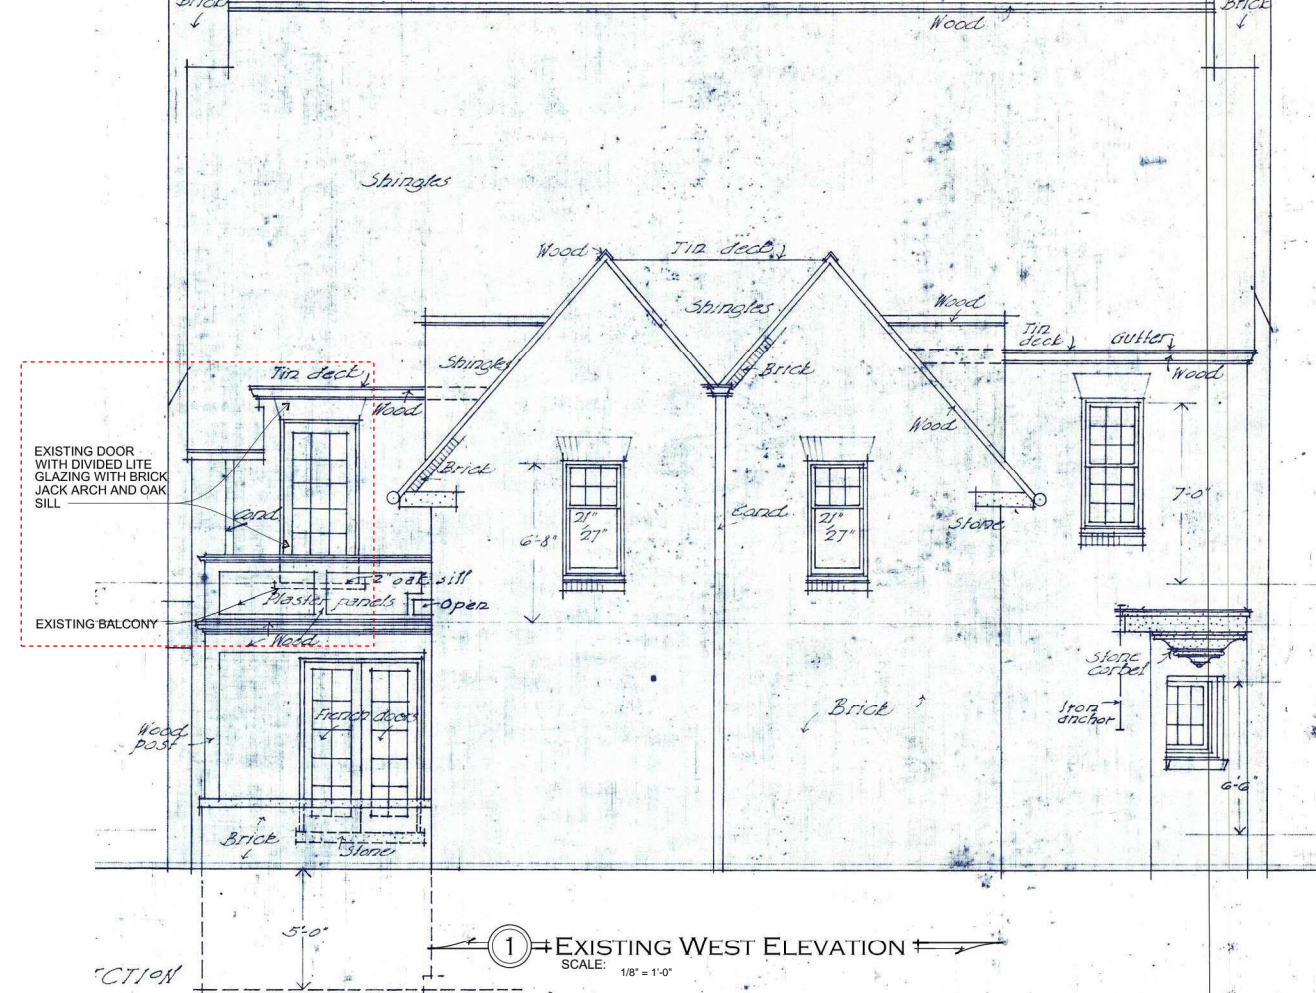 Brick
Wood
Brick
Shingles
Wood
Tin deck
Shingles
Wood
Tin
deck
Gutter
Wood
Tin deck
Wood
Shingles
Brick
Wood
EXISTING DOOR
WITH DIVIDED LITE
GLAZING WITH BRICK
JACK ARCH AND OAK
SILL
Cond
Brick
21"
27"
6'-8"
Cond
21"
27"
Stone
7'-0"
2" oak sill
Plaster panels
Open
EXISTING BALCONY
Wood
Stone
corbel
French doors
Wood
post
Brick
Iron
anchor
6'-6"
Brick
Stone
5'-0"
1 EXISTING WEST ELEVATION
SCALE: 1/8" = 1'-0"
CTION